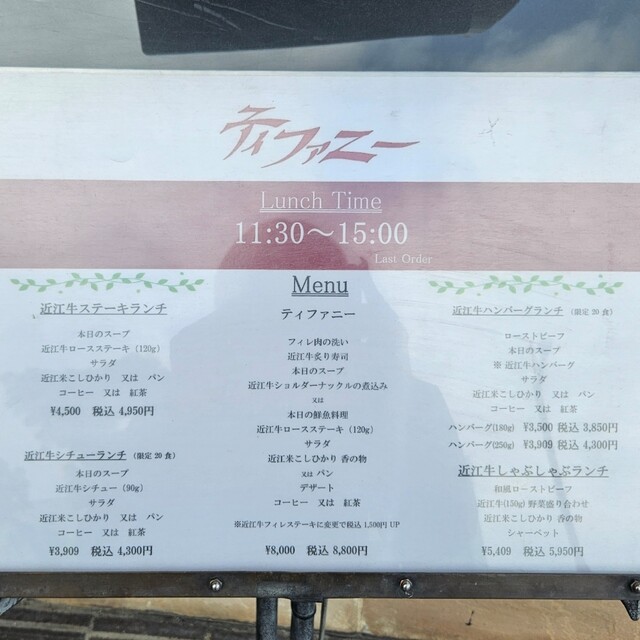 ティファニー
Lunch Time
11:30～15:00
Last Order
Menu
近江牛ステーキランチ
本日のスープ
近江牛ロースステーキ (120g)
サラダ
近江米こしひかり 又は パン
コーヒー 又は 紅茶
¥4,500 税込 4,950円
近江牛シチューランチ (限定 20 食)
本日のスープ
近江牛シチュー (90g)
サラダ
近江米こしひかり 又は パン
コーヒー 又は 紅茶
¥3,909 税込 4,300円
ティファニー
フィレ肉の洗い
近江牛炙り寿司
本日のスープ
近江牛ショルダーナックルの煮込み
又は
本日の鮮魚料理
近江牛ロースステーキ (120g)
サラダ
近江米こしひかり 香の物
又は パン
デザート
コーヒー 又は 紅茶
※近江牛フィレステーキに変更で税込 1,500円 UP
¥8,000 税込 8,800円
近江牛ハンバーグランチ (限定 20 食)
ローストビーフ
本日のスープ
※ 近江牛ハンバーグ
サラダ
近江米こしひかり 又は パン
コーヒー 又は 紅茶
ハンバーグ(180g) ¥3,500 税込 3,850円
ハンバーグ(250g) ¥3,909 税込 4,300円
近江牛しゃぶしゃぶランチ
和風ローストビーフ
近江牛(150g) 野菜盛り合わせ
近江米こしひかり 香の物
シャーベット
¥5,409 税込 5,950円